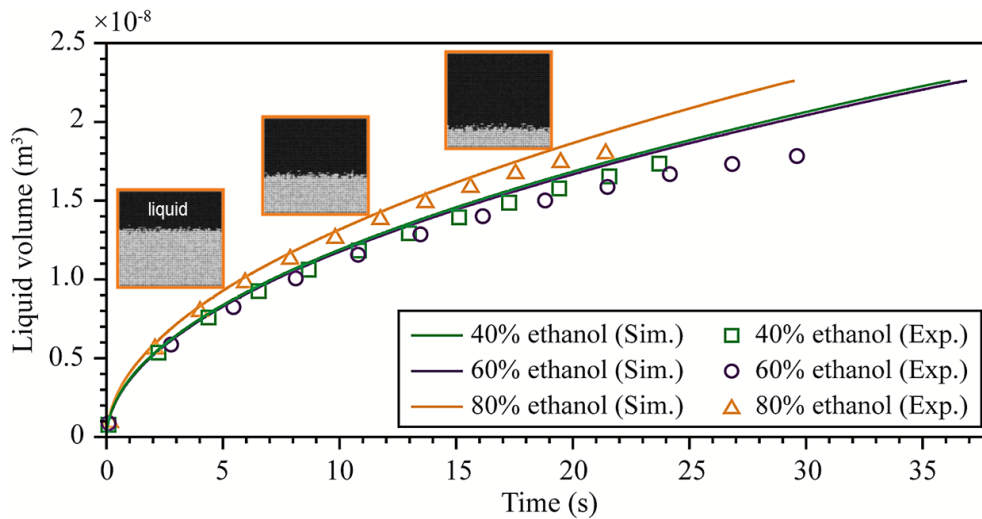 ×10⁻⁸
2.5
2
1.5
1.0
0.5
0
Liquid volume (m³)
liquid
40% ethanol (Sim.) 40% ethanol (Exp.)
60% ethanol (Sim.) 60% ethanol (Exp.)
80% ethanol (Sim.) 80% ethanol (Exp.)
0 5 10 15 20 25 30 35
Time (s)